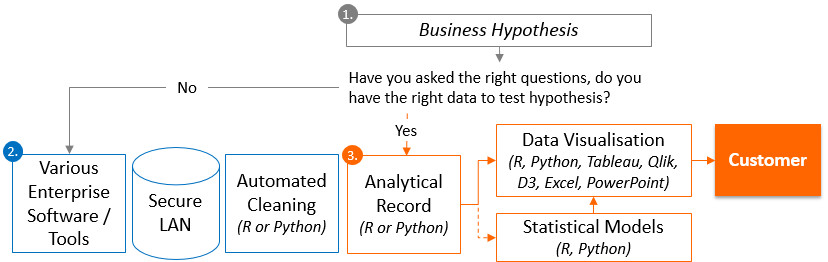 1.
Business Hypothesis
Have you asked the right questions, do you
have the right data to test hypothesis?
No
Yes
2.
Various
Enterprise
Software /
Tools
Secure
LAN
Automated
Cleaning
(R or Python)
3.
Analytical
Record
(R or Python)
Data Visualisation
(R, Python, Tableau, Qlik,
D3, Excel, PowerPoint)
Statistical Models
(R, Python)
Customer